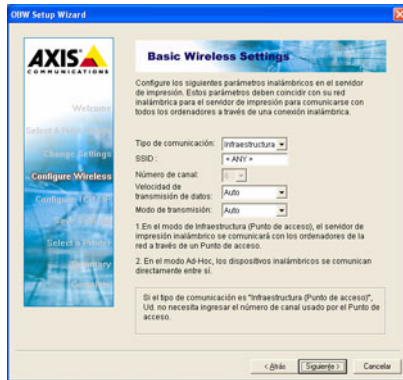 OBW Setup Wizard
AXIS
COMMUNICATIONS
Welcome
Change Settings
Configure Wireless
Select a Printer
Basic Wireless Settings
Configure los siguientes parámetros inalámbricos en el servidor
de impresión. Estos parámetros deben coincidir con su red
inalámbrica para el servidor de impresión para comunicarse con
todos los ordenadores a través de una conexión inalámbrica.
Tipo de comunicación: Infraestructura
SSID : < ANY >
Número de canal: 6
Velocidad de
transmisión de datos: Auto
Modo de transmisión: Auto
1.En el modo de Infraestructura (Punto de acceso), el servidor de
impresión inalámbrico se comunicará con los ordenadores de la
red a través de un Punto de acceso.
2. En el modo Ad-Hoc, los dispositivos inalámbricos se comunican
directamente entre sí.
Si el tipo de comunicación es "Infraestructura (Punto de acceso)",
Ud. no necesita ingresar el número de canal usado por el Punto de
acceso.
< Atrás
Siguiente >
Cancelar